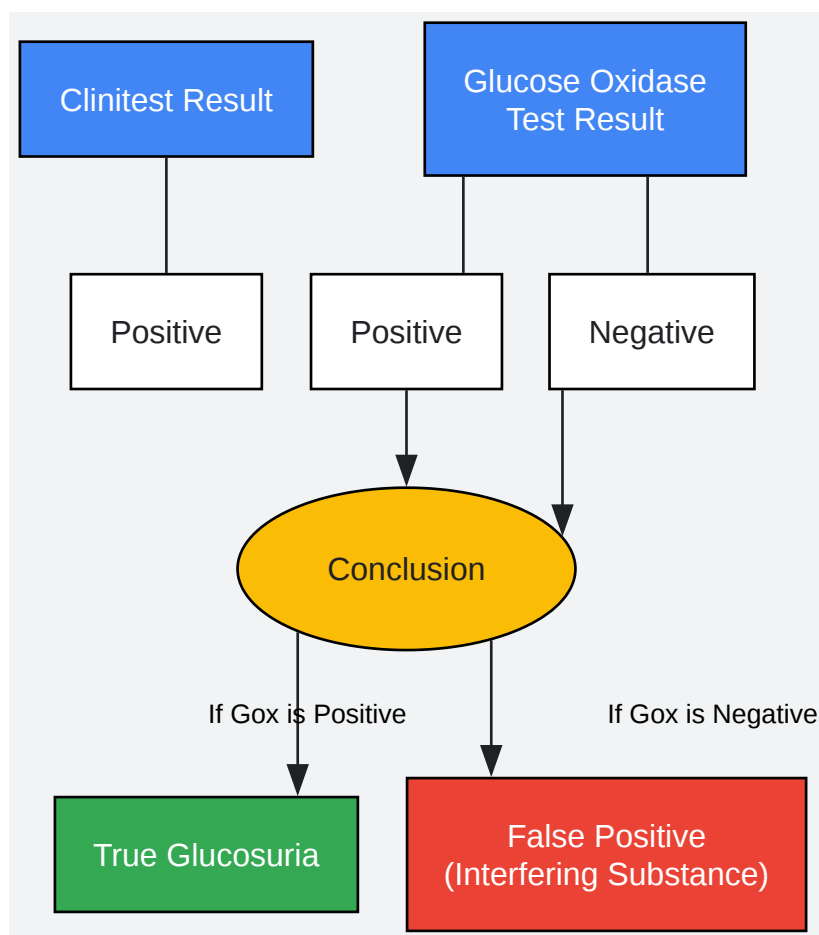 Clinitest Result
Glucose Oxidase
Test Result
Positive
Positive
Negative
Conclusion
If Gox is Positive
If Gox is Negative
True Glucosuria
False Positive
(Interfering Substance)